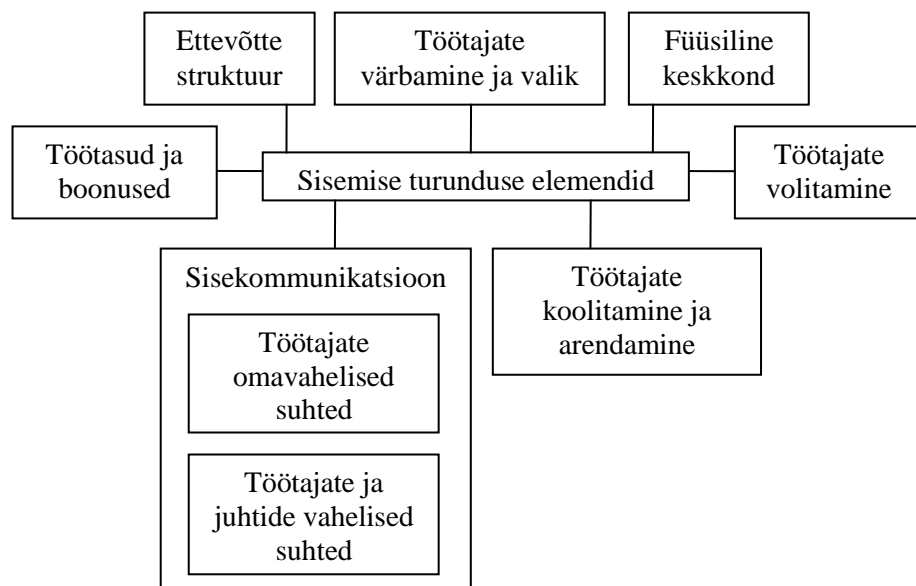 Ettevõtte
struktuur
Töötajate
värbamine ja valik
Füüsiline
keskkond
Töötasud ja
boonused
Sisemise turunduse elemendid
Töötajate
volitamine
Sisekommunikatsioon
Töötajate
omavahelised
suhted
Töötajate ja
juhtide vahelised
suhted
Töötajate
koolitamine ja
arendamine